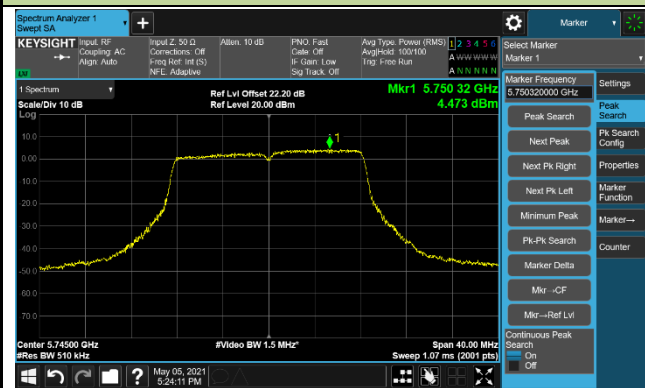 Spectrum Analyzer 1
Swept SA
+
Marker
KEYSIGHT
Input: RF
Coupling: AC
Align: Auto
Input Z: 50 Ω
Corrections: Off
Freq Ref: Int (S)
NFE: Adaptive
Atten: 10 dB
PNO: Fast
Gate: Off
IF Gain: Low
Sig Track: Off
Avg Type: Power (RMS)
Avg|Hold: 100/100
Trig: Free Run
1 2 3 4 5 6
A W W W W W
A N N N N N
LXI
Select Marker
Marker 1
1 Spectrum
Scale/Div 10 dB
Log
Ref Lvl Offset 22.20 dB
Ref Level 20.00 dBm
Mkr1 5.750 32 GHz
4.473 dBm
10.0
0.00
-10.0
-20.0
-30.0
-40.0
-50.0
-60.0
-70.0
1
Center 5.74500 GHz
#Res BW 510 kHz
#Video BW 1.5 MHz*
Span 40.00 MHz
Sweep 1.07 ms (2001 pts)
Marker Frequency
5.750320000 GHz
Peak Search
Next Peak
Next Pk Right
Next Pk Left
Minimum Peak
Pk-Pk Search
Marker Delta
Mkr→CF
Mkr→Ref Lvl
Continuous Peak
Search
On
Off
Settings
Peak
Search
Pk Search
Config
Properties
Marker
Function
Marker→
Counter
?
May 05, 2021
5:24:11 PM